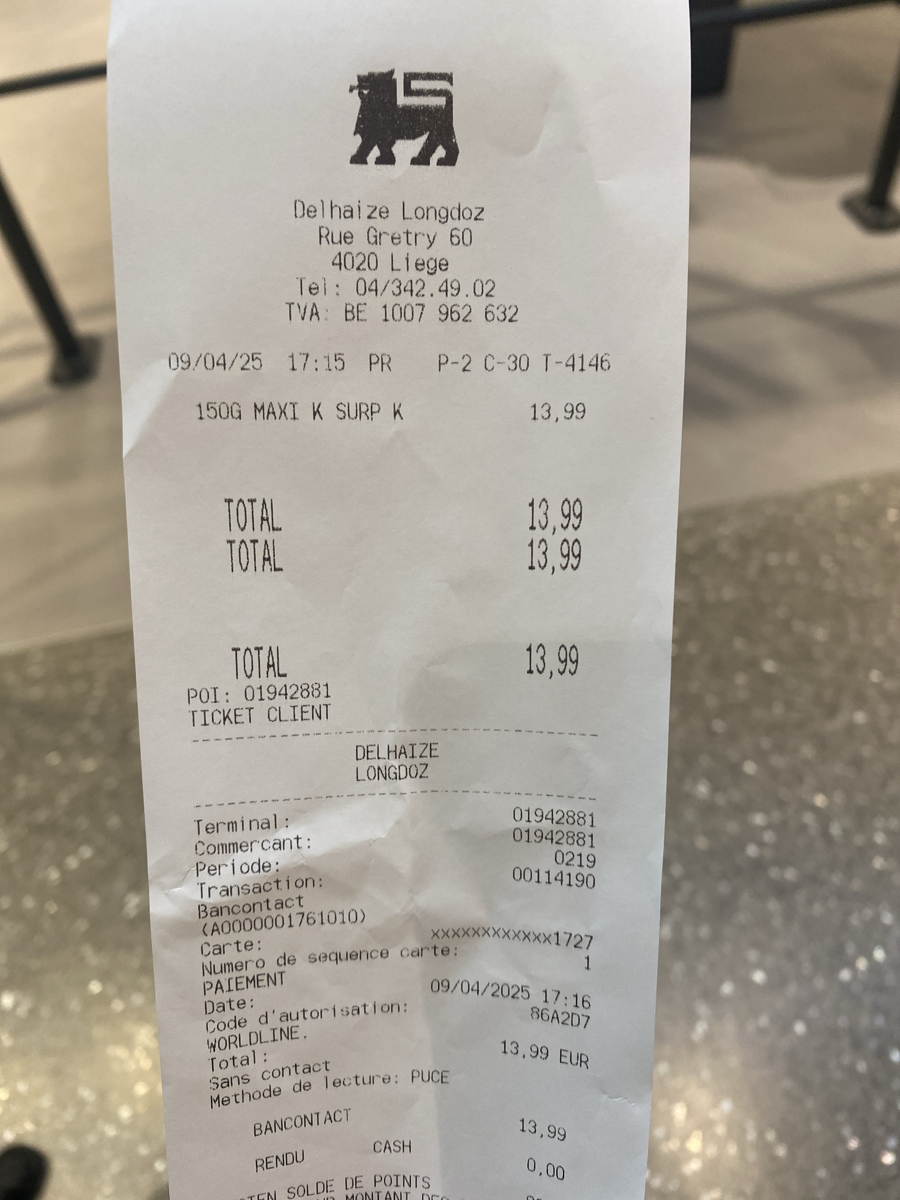 Delhaize Longdoz
Rue Gretry 60
4020 Liege
Tel: 04/342.49.02
TVA: BE 1007 962 632
09/04/25 17:15 PR P-2 C-30 T-4146
150G MAXI K SURP K 13,99
TOTAL 13,99
TOTAL 13,99
TOTAL 13,99
POI: 01942881
TICKET CLIENT
DELHAIZE
LONGDOZ
Terminal: 01942881
Commercant: 01942881
Periode: 0219
Transaction: 00114190
Bancontact
(A0000001761010)
Carte: xxxxxxxxxxxx1727
Numero de sequence carte: 1
PAIEMENT
Date: 09/04/2025 17:16
Code d'autorisation: 86A2D7
WORLDLINE.
Total: 13,99 EUR
Sans contact
Methode de lecture: PUCE
BANCONTACT 13,99
RENDU CASH 0,00
SOLDE DE POINTS
MONTANT